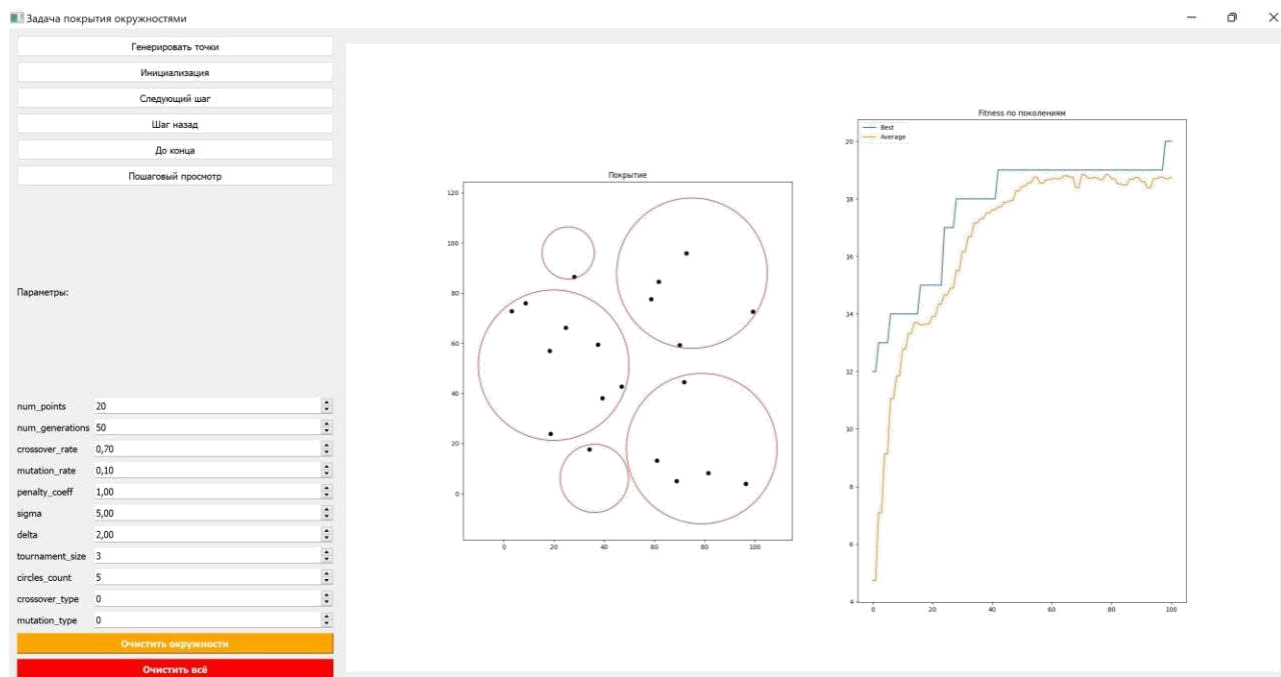 Задача покрытия окружностями
Генерировать точки
Инициализация
Следующий шаг
Шаг назад
До конца
Пошаговый просмотр
Параметры:
num_points 20
num_generations 50
crossover_rate 0,70
mutation_rate 0,10
penalty_coeff 1,00
sigma 5,00
delta 2,00
tournament_size 3
circles_count 5
crossover_type 0
mutation_type 0
Очистить окружности
Очистить всё
Покрытие
120
100
80
60
40
20
0
0 20 40 60 80 100
Fitness по поколениям
Best
Average
20
18
16
14
12
10
8
6
4
0 20 40 60 80 100